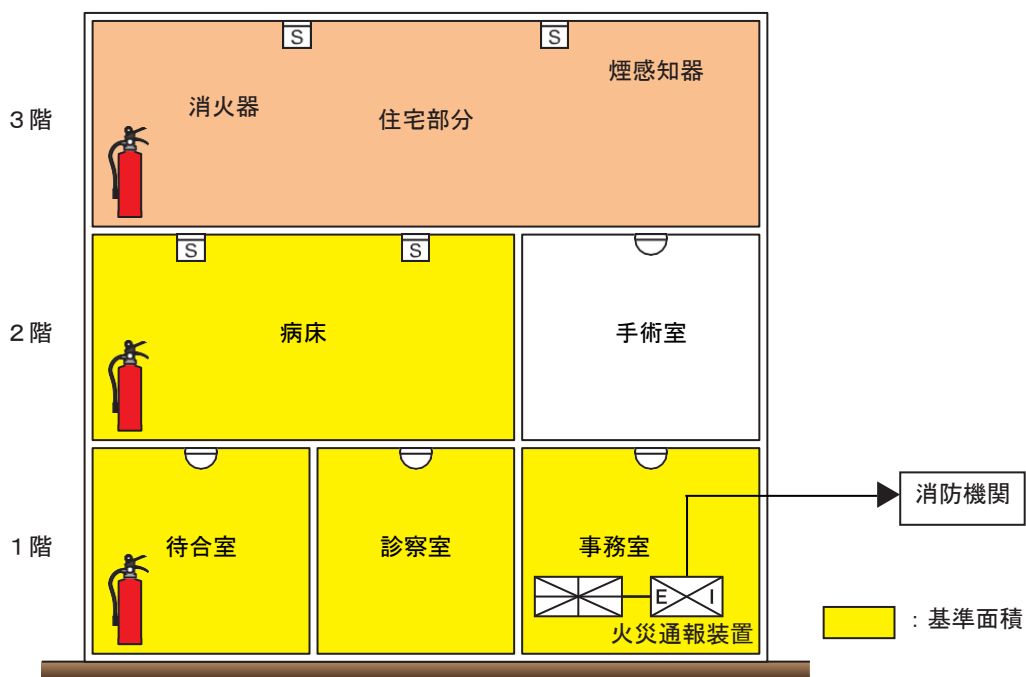 S
S
煙感知器
消火器
住宅部分
3階
S
S
病床
手術室
2階
消防機関
待合室
診察室
事務室
1階
E
I
火災通報装置
：基準面積